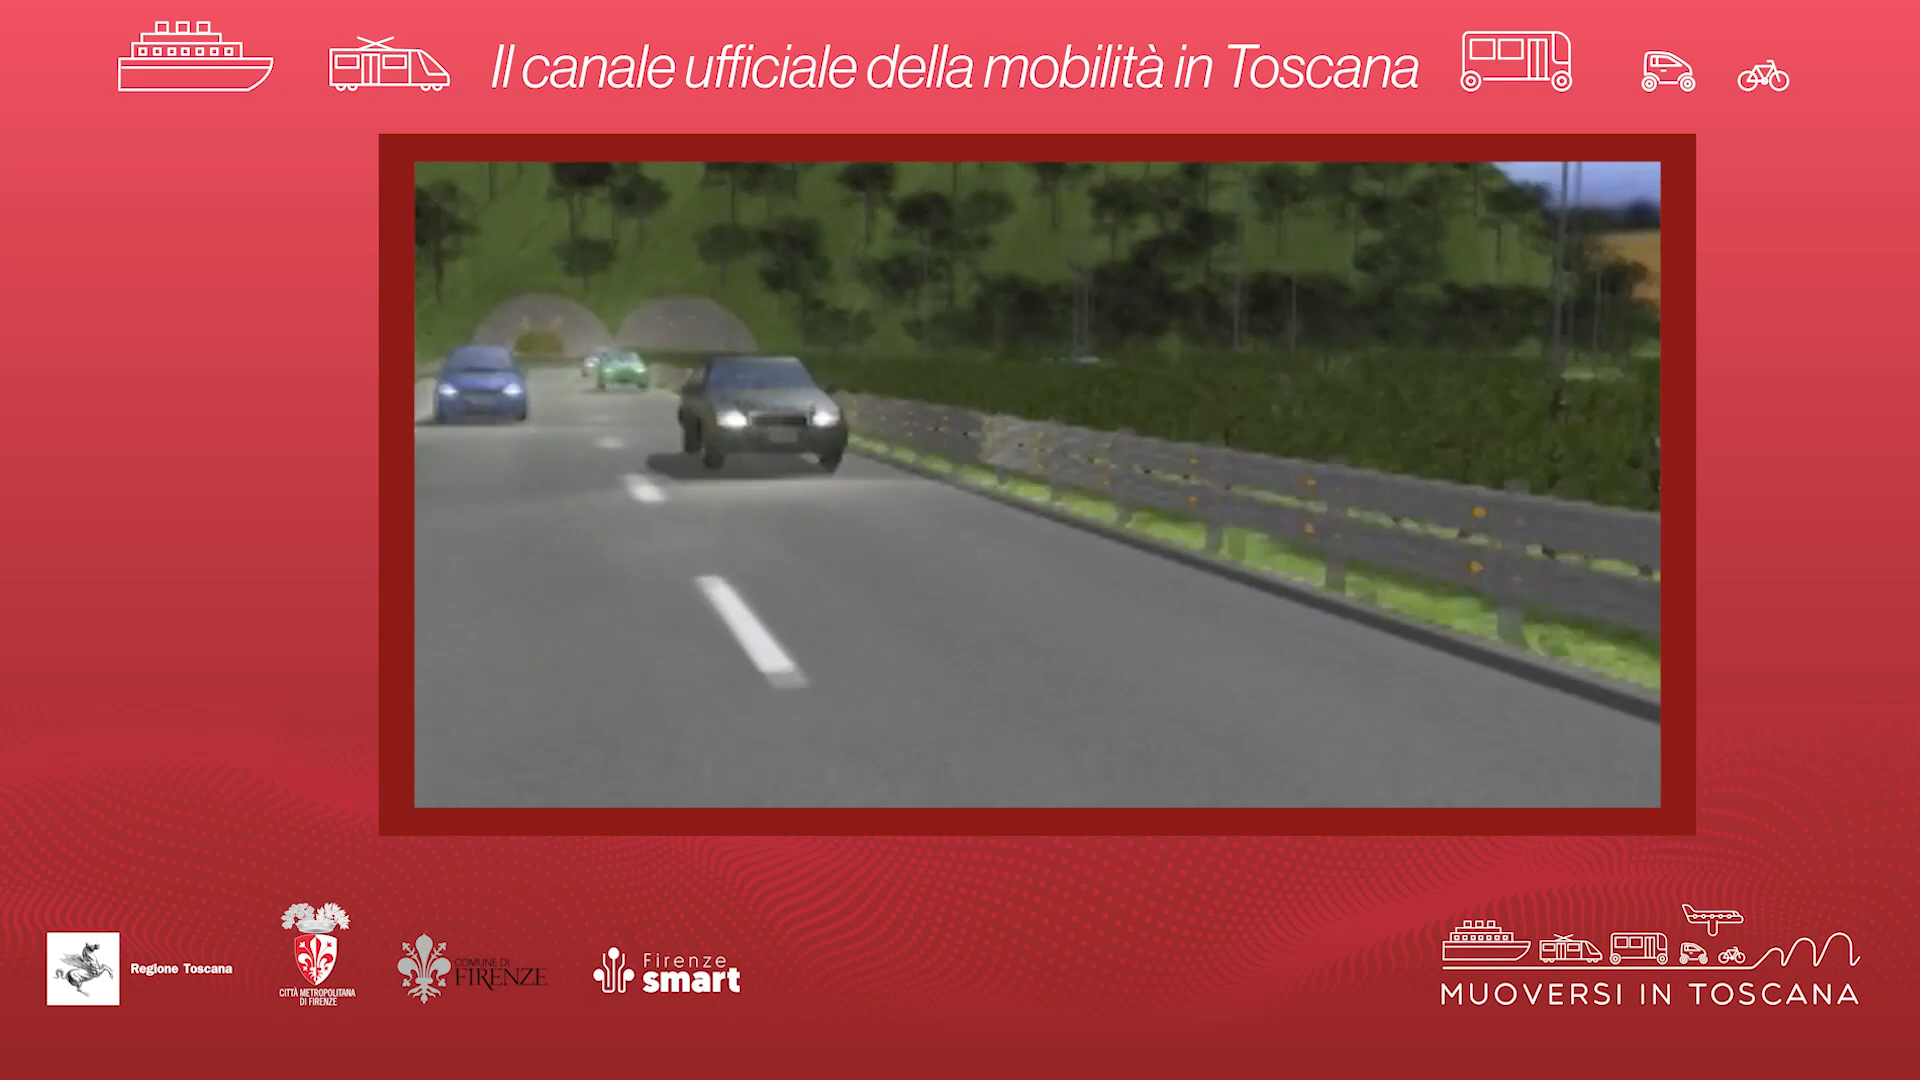 Il canale ufficiale della mobilità in Toscana
Regione Toscana
CITTÀ METROPOLITANA
DI FIRENZE
COMUNE DI
FIRENZE
Firenze
smart
MUOVERSI IN TOSCANA